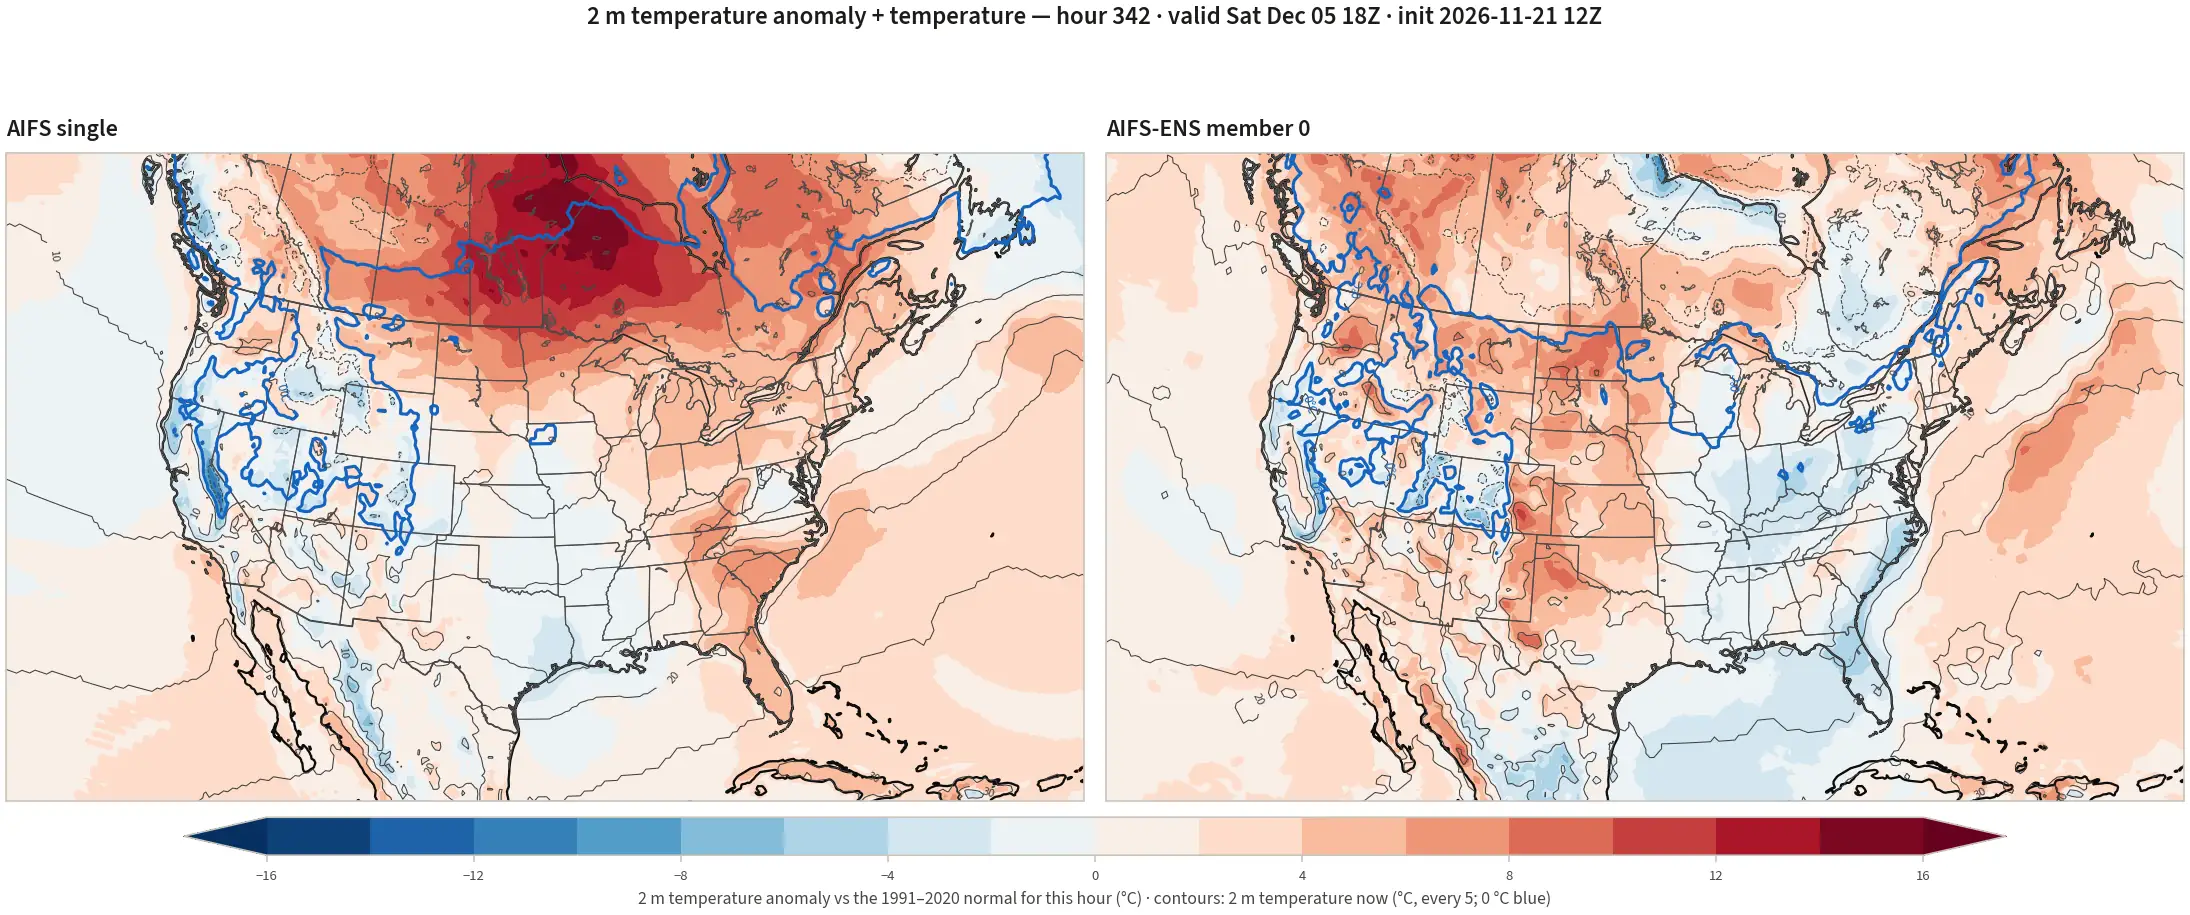 2 m temperature anomaly + temperature — hour 342 · valid Sat Dec 05 18Z · init 2026-11-21 12Z
AIFS single
AIFS-ENS member 0
−16 −12 −8 −4 0 4 8 12 16
2 m temperature anomaly vs the 1991–2020 normal for this hour (°C) · contours: 2 m temperature now (°C, every 5; 0 °C blue)